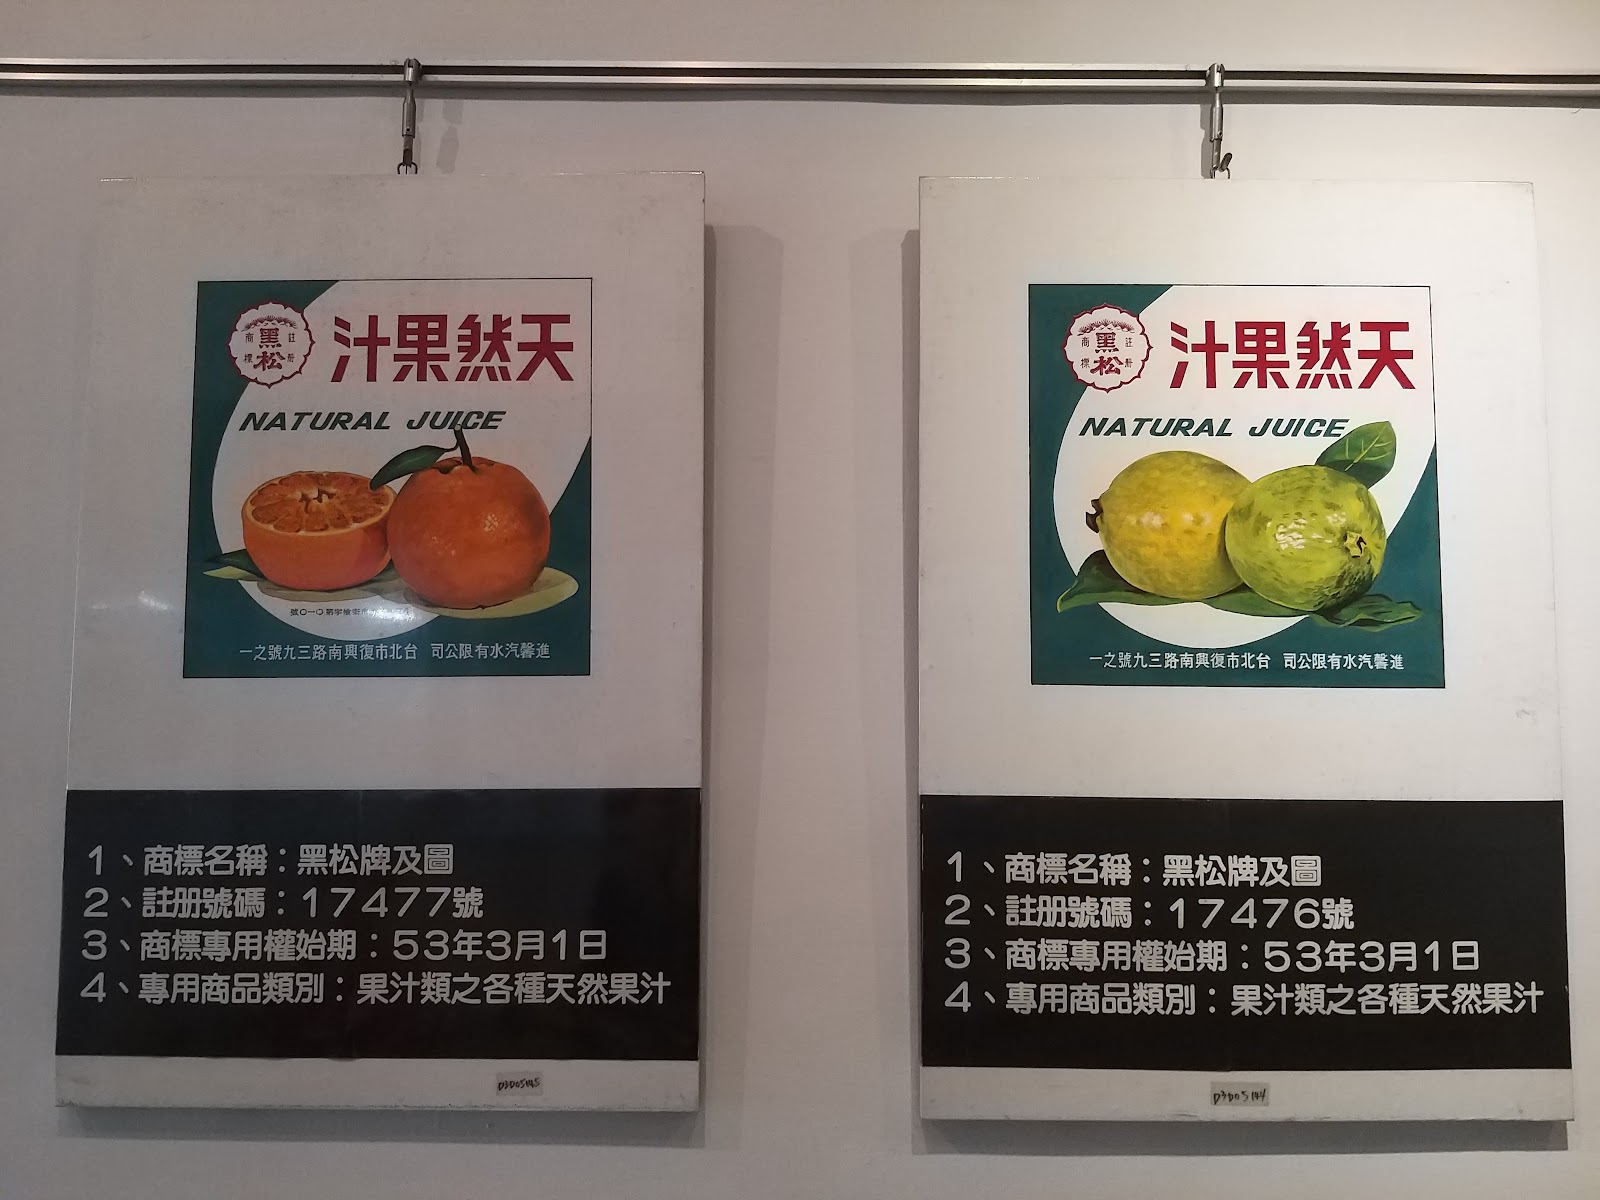 註冊商標
黑松
天然果汁
NATURAL JUICE
進馨汽水有限公司 台北市復興南路三九號之一
1、商標名稱：黑松牌及圖
2、註册號碼：17477號
3、商標專用權始期：53年3月1日
4、專用商品類別：果汁類之各種天然果汁
D3D05145
註冊商標
黑松
天然果汁
NATURAL JUICE
進馨汽水有限公司 台北市復興南路三九號之一
1、商標名稱：黑松牌及圖
2、註册號碼：17476號
3、商標專用權始期：53年3月1日
4、專用商品類別：果汁類之各種天然果汁
D3D05144